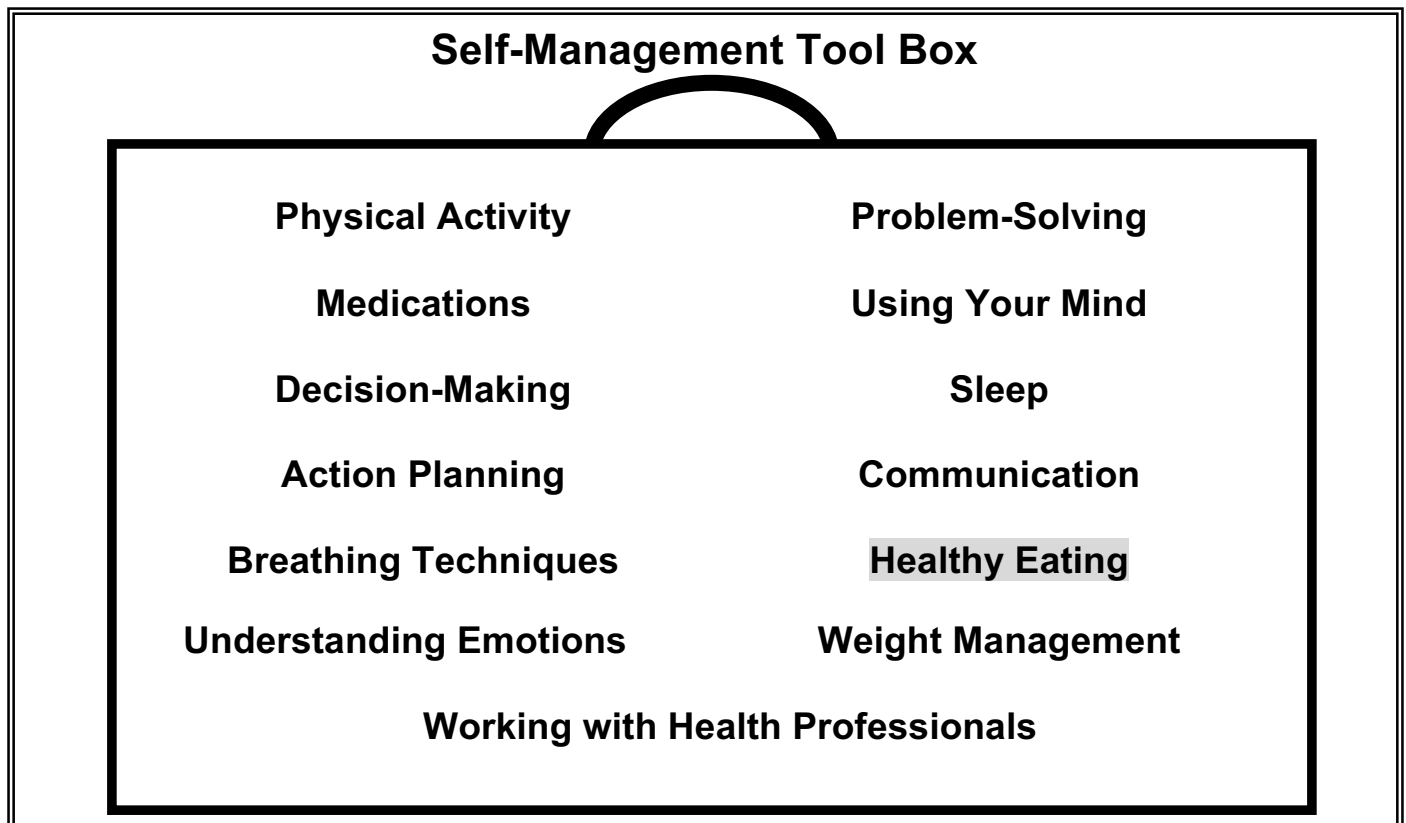 Self-Management Tool Box
Physical Activity Problem-Solving
Medications Using Your Mind
Decision-Making Sleep
Action Planning Communication
Breathing Techniques Healthy Eating
Understanding Emotions Weight Management
Working with Health Professionals